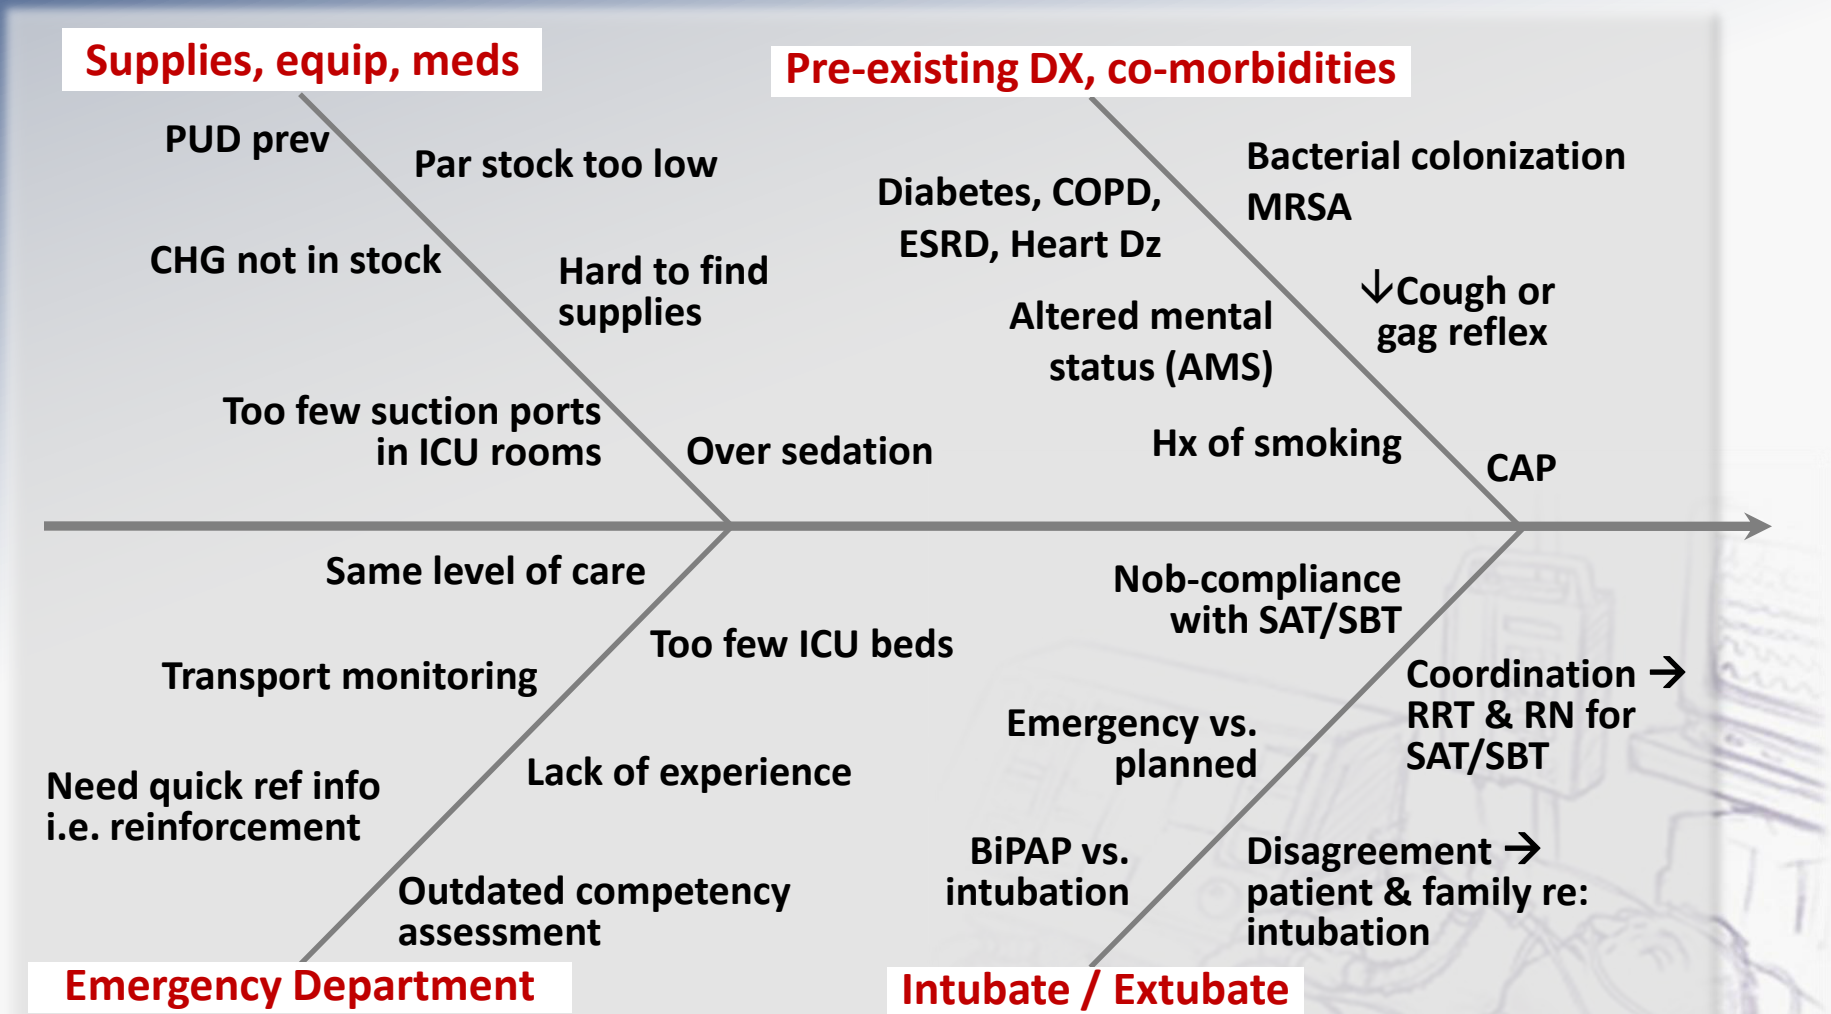 Supplies, equip, meds
PUD prev
Par stock too low
CHG not in stock
Hard to find
supplies
Too few suction ports
in ICU rooms
Over sedation
Pre-existing DX, co-morbidities
Diabetes, COPD,
ESRD, Heart Dz
Bacterial colonization
MRSA
Altered mental
status (AMS)
↓Cough or
gag reflex
Hx of smoking
CAP
Same level of care
Too few ICU beds
Transport monitoring
Lack of experience
Need quick ref info
i.e. reinforcement
Outdated competency
assessment
Emergency Department
Nob-compliance
with SAT/SBT
Coordination →
RRT & RN for
SAT/SBT
Emergency vs.
planned
BiPAP vs.
intubation
Disagreement →
patient & family re:
intubation
Intubate / Extubate